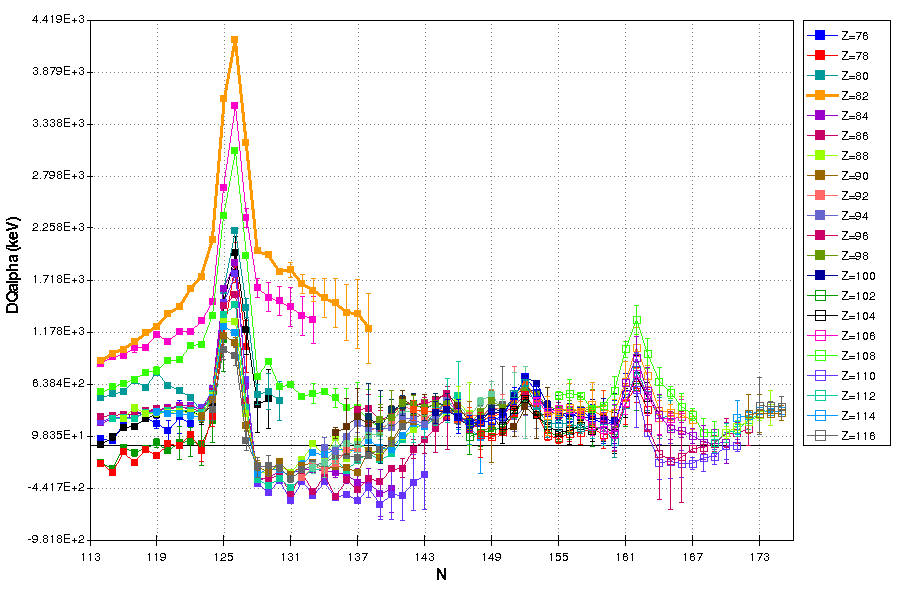 4.419E+3
3.879E+3
3.338E+3
2.798E+3
2.258E+3
1.718E+3
1.178E+3
6.384E+2
9.835E+1
-4.417E+2
-9.818E+2
DQalpha (keV)
113 119 125 131 137 143 149 155 161 167 173
N
Z=76
Z=78
Z=80
Z=82
Z=84
Z=86
Z=88
Z=90
Z=92
Z=94
Z=96
Z=98
Z=100
Z=102
Z=104
Z=106
Z=108
Z=110
Z=112
Z=114
Z=116